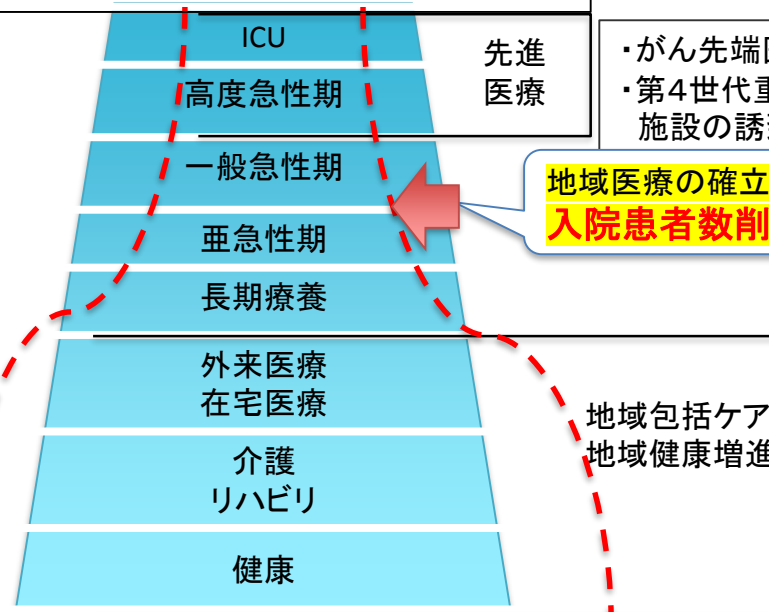 ICU
高度急性期
先進
医療
・がん先端
・第4世代
施設の誘
一般急性期
地域医療の確立
入院患者数削
亜急性期
長期療養
外来医療
在宅医療
地域包括ケア
地域健康増進
介護
リハビリ
健康